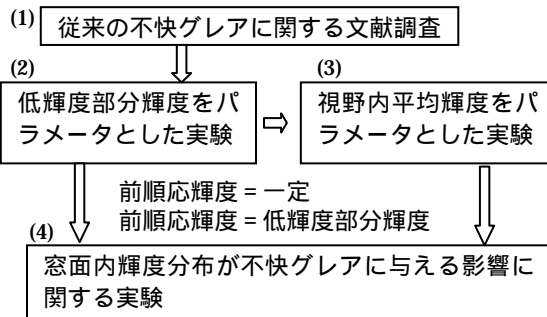 (1)
従来の不快グレアに関する文献調査
(2)
低輝度部分輝度をパ
ラメータとした実験
(3)
視野内平均輝度をパ
ラメータとした実験
前順応輝度 = 一定
前順応輝度 = 低輝度部分輝度
(4)
窓面内輝度分布が不快グレアに与える影響に
関する実験